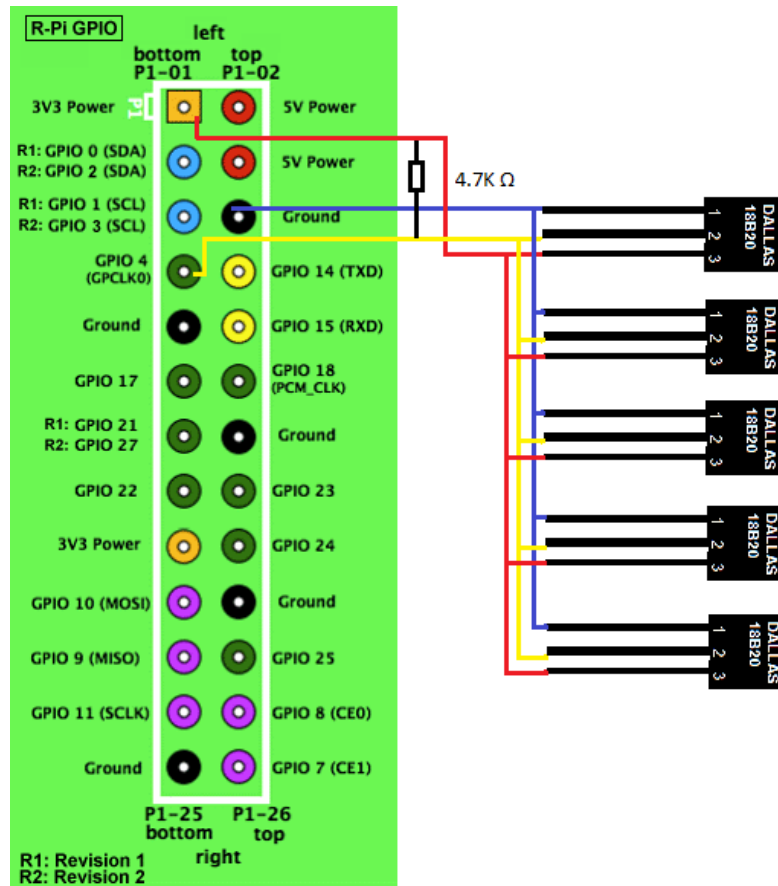 R-Pi GPIO
left
bottom top
P1-01 P1-02
P1
3V3 Power 5V Power
R1: GPIO 0 (SDA)
R2: GPIO 2 (SDA)
5V Power
R1: GPIO 1 (SCL)
R2: GPIO 3 (SCL)
Ground
GPIO 4
(GPCLK0)
GPIO 14 (TXD)
Ground GPIO 15 (RXD)
GPIO 17
GPIO 18
(PCM_CLK)
R1: GPIO 21
R2: GPIO 27
Ground
GPIO 22 GPIO 23
3V3 Power GPIO 24
GPIO 10 (MOSI) Ground
GPIO 9 (MISO) GPIO 25
GPIO 11 (SCLK) GPIO 8 (CE0)
Ground GPIO 7 (CE1)
P1-25 P1-26
bottom top
right
R1: Revision 1
R2: Revision 2
4.7K Ω
1
2
3
DALLAS
18B20
1
2
3
DALLAS
18B20
1
2
3
DALLAS
18B20
1
2
3
DALLAS
18B20
1
2
3
DALLAS
18B20